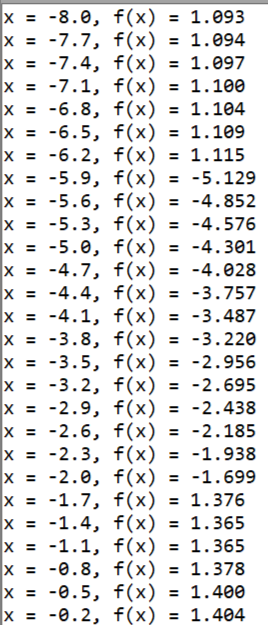 x = -8.0, f(x) = 1.093
x = -7.7, f(x) = 1.094
x = -7.4, f(x) = 1.097
x = -7.1, f(x) = 1.100
x = -6.8, f(x) = 1.104
x = -6.5, f(x) = 1.109
x = -6.2, f(x) = 1.115
x = -5.9, f(x) = -5.129
x = -5.6, f(x) = -4.852
x = -5.3, f(x) = -4.576
x = -5.0, f(x) = -4.301
x = -4.7, f(x) = -4.028
x = -4.4, f(x) = -3.757
x = -4.1, f(x) = -3.487
x = -3.8, f(x) = -3.220
x = -3.5, f(x) = -2.956
x = -3.2, f(x) = -2.695
x = -2.9, f(x) = -2.438
x = -2.6, f(x) = -2.185
x = -2.3, f(x) = -1.938
x = -2.0, f(x) = -1.699
x = -1.7, f(x) = 1.376
x = -1.4, f(x) = 1.365
x = -1.1, f(x) = 1.365
x = -0.8, f(x) = 1.378
x = -0.5, f(x) = 1.400
x = -0.2, f(x) = 1.404